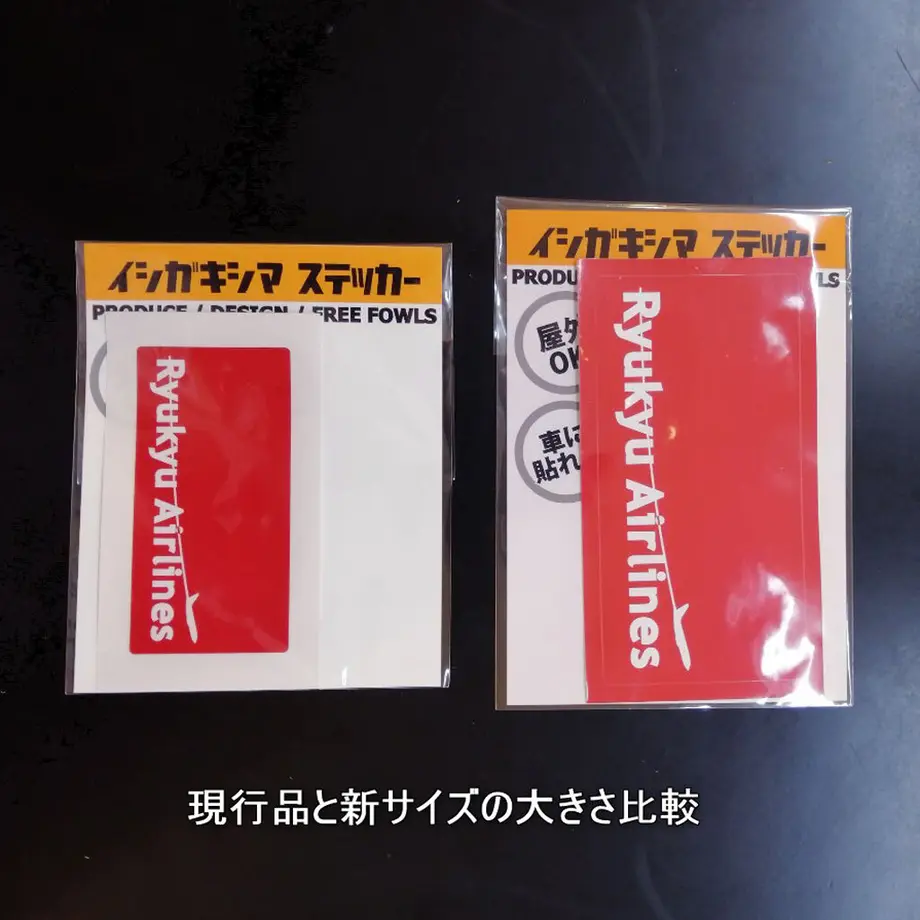 イシガキシマ ステッカー
PRODUCE / DESIGN / FREE FOWLS
Ryukyu Airlines
イシガキシマ ステッカー
PRODU
LS
屋外
OK
車に
貼れ
Ryukyu Airlines
現行品と新サイズの大きさ比較